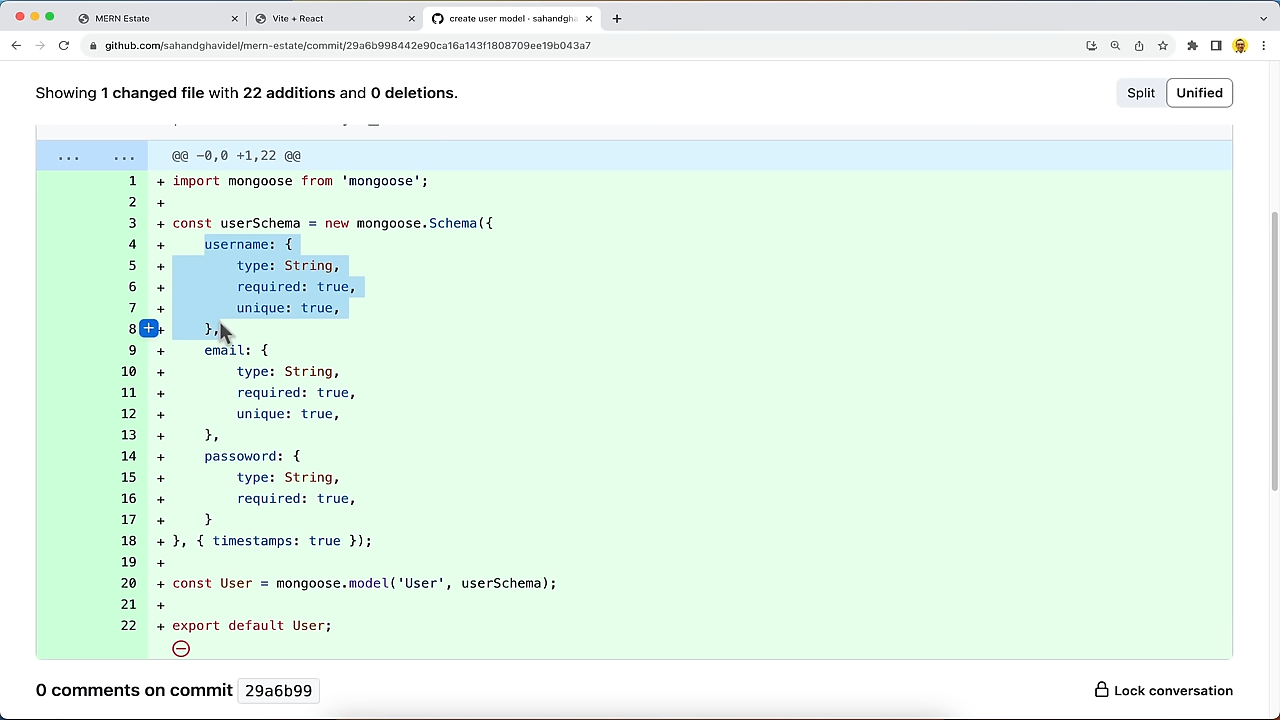 MERN Estate
Vite + React
create user model · sahandgha
github.com/sahandghavidel/mern-estate/commit/29a6b998442e90ca16a143f1808709ee19b043a7
Showing 1 changed file with 22 additions and 0 deletions.
Split
Unified
... ... @@ -0,0 +1,22 @@
1 + import mongoose from 'mongoose';
2 +
3 + const userSchema = new mongoose.Schema({
4 + username: {
5 + type: String,
6 + required: true,
7 + unique: true,
8 + },
9 + email: {
10 + type: String,
11 + required: true,
12 + unique: true,
13 + },
14 + passoword: {
15 + type: String,
16 + required: true,
17 + }
18 + }, { timestamps: true });
19 +
20 + const User = mongoose.model('User', userSchema);
21 +
22 + export default User;
0 comments on commit 29a6b99
Lock conversation